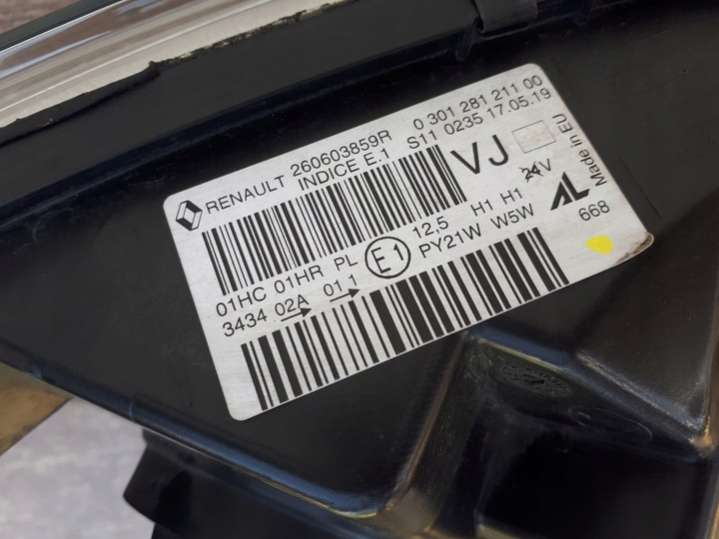 RENAULT 260603859R 0 301 281 211 00
INDICE E.1 S11 0235 17.05.19
VJ
24V
Made in EU
AL
668
01HC 01HR PL E1 12,5 H1 H1
3434 02A 01 1 PY21W W5W